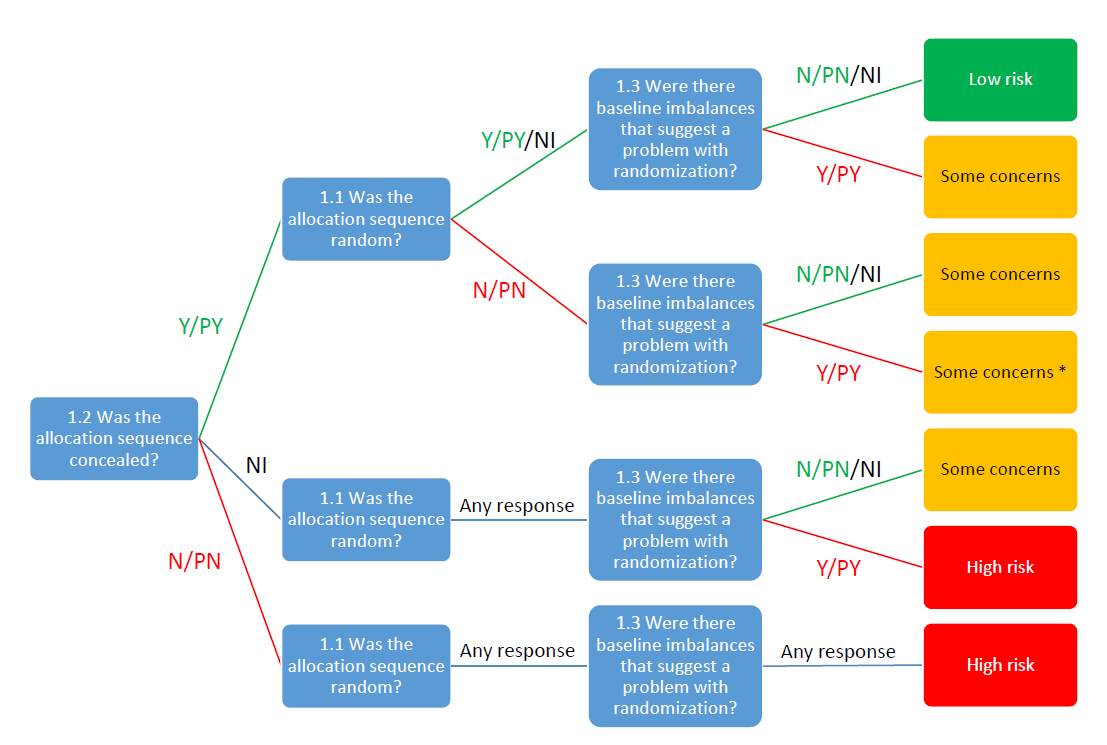 1.2 Was the
allocation sequence
concealed?
Y/PY
NI
N/PN
1.1 Was the
allocation sequence
random?
Y/PY/NI
N/PN
1.3 Were there
baseline imbalances
that suggest a
problem with
randomization?
N/PN/NI
Low risk
Y/PY
Some concerns
1.3 Were there
baseline imbalances
that suggest a
problem with
randomization?
N/PN/NI
Some concerns
Y/PY
Some concerns *
1.1 Was the
allocation sequence
random?
Any response
1.3 Were there
baseline imbalances
that suggest a
problem with
randomization?
N/PN/NI
Some concerns
Y/PY
High risk
1.1 Was the
allocation sequence
random?
Any response
1.3 Were there
baseline imbalances
that suggest a
problem with
randomization?
Any response
High risk